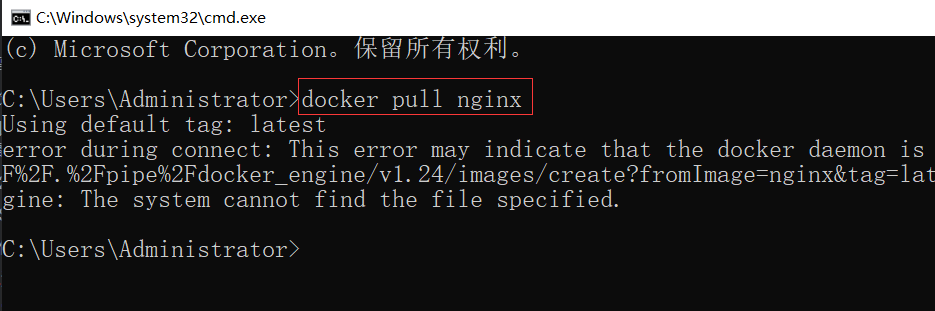 C:\Windows\system32\cmd.exe
(c) Microsoft Corporation。保留所有权利。
C:\Users\Administrator>docker pull nginx
Using default tag: latest
error during connect: This error may indicate that the docker daemon is
F%2F.%2Fpipe%2Fdocker_engine/v1.24/images/create?fromImage=nginx&tag=lat
gine: The system cannot find the file specified.
C:\Users\Administrator>